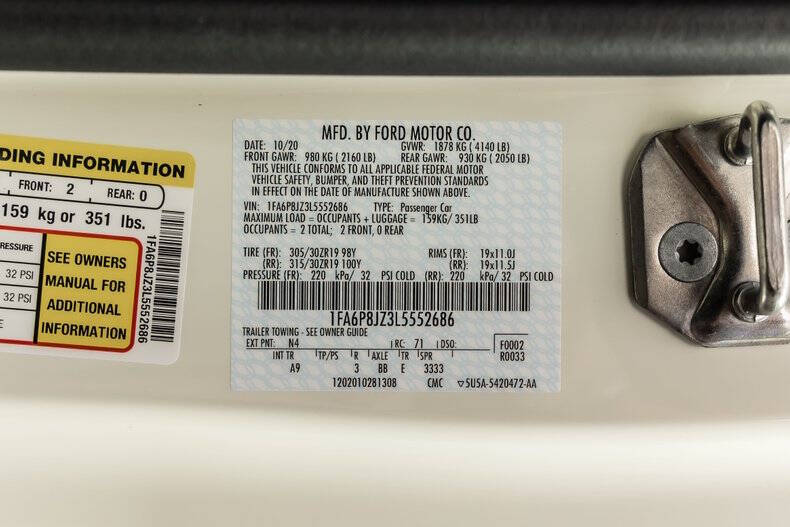 DING INFORMATION
FRONT: 2 REAR: 0
159 kg or 351 lbs.
RESSURE
32 PSI
32 PSI
E
SEE OWNERS
MANUAL FOR
ADDITIONAL
INFORMATION
1FA6P8JZ3L5552686
MFD. BY FORD MOTOR CO.
DATE: 10/20 GVWR: 1878 KG ( 4140 LB)
FRONT GAWR: 980 KG ( 2160 LB) REAR GAWR: 930 KG ( 2050 LB)
THIS VEHICLE CONFORMS TO ALL APPLICABLE FEDERAL MOTOR
VEHICLE SAFETY, BUMPER, AND THEFT PREVENTION STANDARDS
IN EFFECT ON THE DATE OF MANUFACTURE SHOWN ABOVE.
VIN: 1FA6P8JZ3L5552686 TYPE: Passenger Car
MAXIMUM LOAD = OCCUPANTS + LUGGAGE = 159KG/ 351LB
OCCUPANTS = 2 TOTAL; 2 FRONT, 0 REAR
TIRE (FR): 305/30ZR19 98Y RIMS (FR): 19x11.0J
(RR): 315/30ZR19 100Y (RR): 19x11.5J
PRESSURE (FR): 220 kPa/ 32 PSI COLD (RR): 220 kPa/ 32 PSI COLD
1FA6P8JZ3L5552686
TRAILER TOWING - SEE OWNER GUIDE
EXT PNT: N4 RC: 71 DSO: F0002
R0033
INT TR TP/PS R AXLE TR SPR
A9 3 BB E 3333
1202010281308 CMC ▽5U5A-5420472-AA